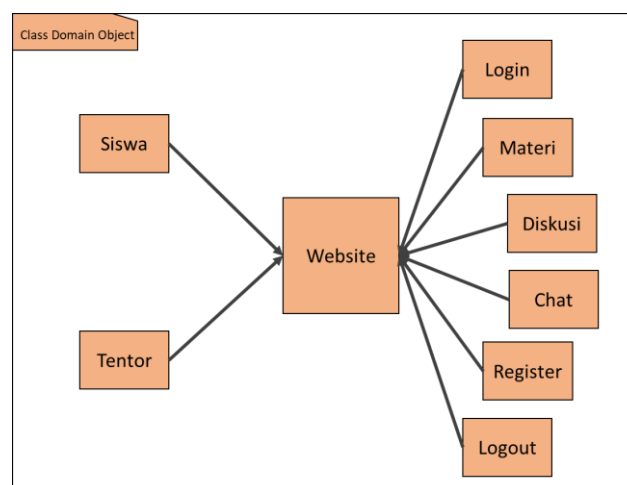 Class Domain Object
Login
Siswa
Materi
Diskusi
Website
Chat
Tentor
Register
Logout